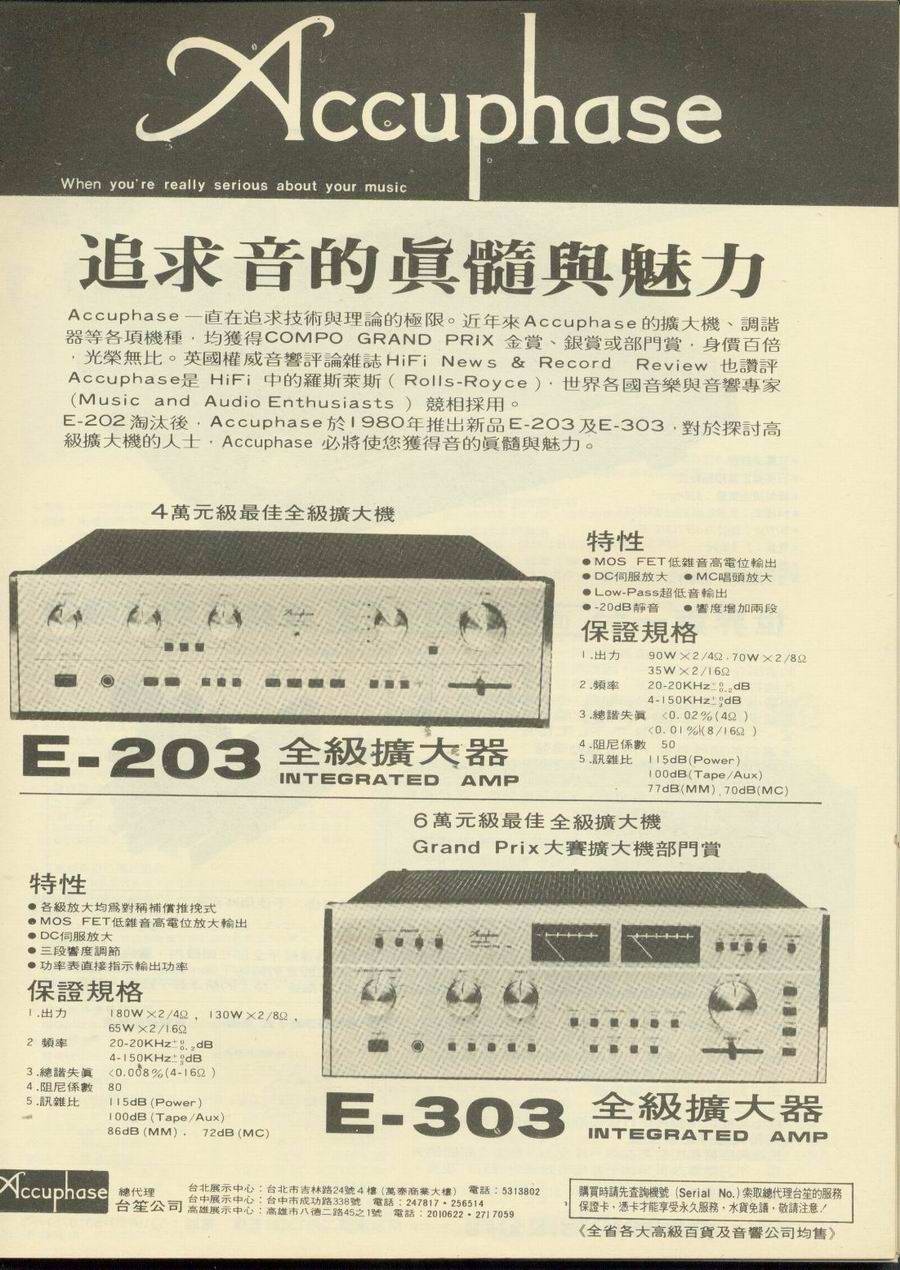 Accuphase
When you're really serious about your music
追求音的眞髓與魅力
Accuphase 一直在追求技術與理論的極限。近年來Accuphase的擴大機、調諧
器等各項機種，均獲得COMPO GRAND PRIX 金賞、銀賞或部門賞，身價百倍
，光榮無比。英國權威音響評論雜誌HiFi News & Record Review 也讚評
Accuphase是 HiFi 中的羅斯萊斯（Rolls-Royce），世界各國音樂與音響專家
(Music and Audio Enthusiasts ) 競相採用。
E-202淘汰後，Accuphase於1980年推出新品E-203及E-303，對於探討高
級擴大機的人士，Accuphase 必將使您獲得音的眞髓與魅力。
4萬元級最佳全級擴大機
特性
●MOS FET低雜音高電位輸出
●DC伺服放大 ●MC唱頭放大
●Low-Pass超低音輸出
●-20dB靜音 ●響度增加兩段
保證規格
1.出力 90W×2/4Ω.70W×2/8Ω
35W×2/16Ω
2.頻率 20-20KHz +0 -0.2dB
4-150KHz +0 -3dB
3.總諧失眞 <0.02%(4Ω)
<0.01%(8/16Ω)
4.阻尼係數 50
5.訊雜比 115dB(Power)
100dB(Tape/Aux)
77dB(MM),70dB(MC)
E-203 全級擴大器
INTEGRATED AMP
6萬元級最佳全級擴大機
Grand Prix大賽擴大機部門賞
特性
●各級放大均爲對稱補償推挽式
●MOS FET低雜音高電位放大輸出
●DC伺服放大
●三段響度調節
●功率表直接指示輸出功率
保證規格
1.出力 180W×2/4Ω，130W×2/8Ω，
65W×2/16Ω
2 頻率 20-20KHz +0 -0.2dB
4-150KHz +0 -3dB
3.總諧失眞 <0.008%(4-16Ω)
4.阻尼係數 80
5.訊雜比 115dB(Power)
100dB(Tape/Aux)
86dB(MM)．72dB(MC)
E-303 全級擴大器
INTEGRATED AMP
Accuphase
總代理
台笙公司
台北展示中心：台北市吉林路24號4樓(萬泰商業大樓) 電話：5313802
台中展示中心：台中市成功路338號 電話：247817・256514
高雄展示中心：高雄市八德二路45之1號 電話：2010622・2717059
購買時請先查詢機號(Serial No.)索取總代理台笙的服務
保證卡，憑卡才能享受永久服務，水貨免議，敬請注意！
《全省各大高級百貨及音響公司均售》